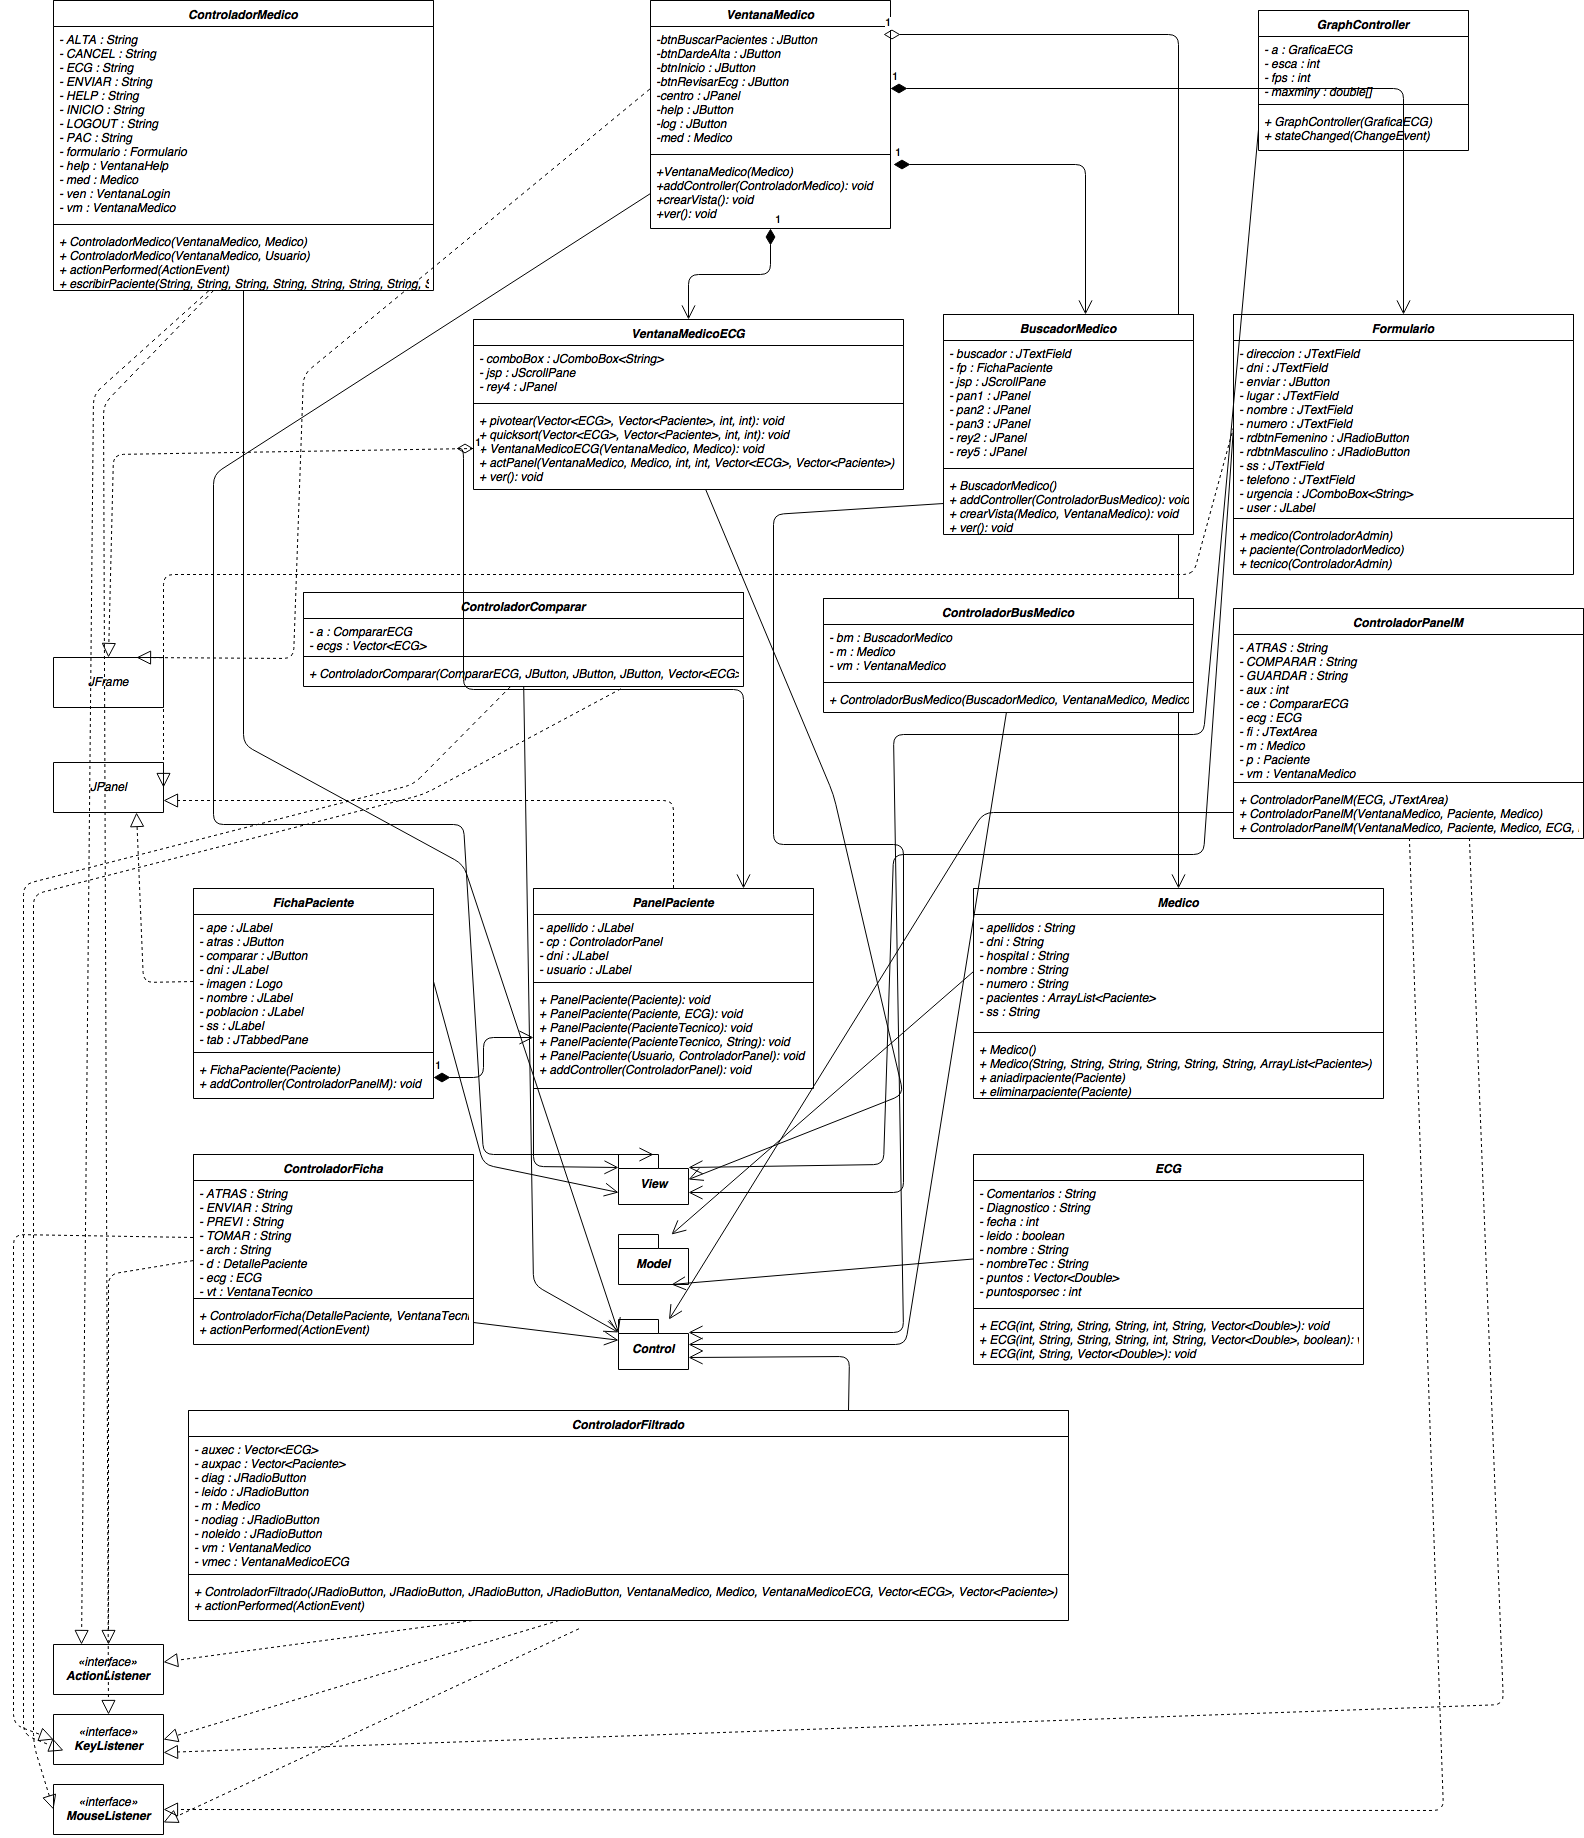 ControladorMedico
- ALTA : String
- CANCEL : String
- ECG : String
- ENVIAR : String
- HELP : String
- INICIO : String
- LOGOUT : String
- PAC : String
- formulario : Formulario
- help : VentanaHelp
- med : Medico
- ven : VentanaLogin
- vm : VentanaMedico
+ ControladorMedico(VentanaMedico, Medico)
+ ControladorMedico(VentanaMedico, Usuario)
+ actionPerformed(ActionEvent)
+ escribirPaciente(String, String, String, String, String, String, String, S
VentanaMedico
-btnBuscarPacientes : JButton
-btnDardeAlta : JButton
-btnInicio : JButton
-btnRevisarEcg : JButton
-centro : JPanel
-help : JButton
-log : JButton
-med : Medico
+VentanaMedico(Medico)
+addController(ControladorMedico): void
+crearVista(): void
+ver(): void
1
1
1
1
GraphController
- a : GraficaECG
- esca : int
- fps : int
- maxminy : double[]
+ GraphController(GraficaECG)
+ stateChanged(ChangeEvent)
VentanaMedicoECG
- comboBox : JComboBox<String>
- jsp : JScrollPane
- rey4 : JPanel
+ pivotear(Vector<ECG>, Vector<Paciente>, int, int): void
+ quicksort(Vector<ECG>, Vector<Paciente>, int, int): void
+ VentanaMedicoECG(VentanaMedico, Medico): void
+ actPanel(VentanaMedico, Medico, int, int, Vector<ECG>, Vector<Paciente>)
+ ver(): void
1
BuscadorMedico
- buscador : JTextField
- fp : FichaPaciente
- jsp : JScrollPane
- pan1 : JPanel
- pan2 : JPanel
- pan3 : JPanel
- rey2 : JPanel
- rey5 : JPanel
+ BuscadorMedico()
+ addController(ControladorBusMedico): void
+ crearVista(Medico, VentanaMedico): void
+ ver(): void
Formulario
- direccion : JTextField
- dni : JTextField
- enviar : JButton
- lugar : JTextField
- nombre : JTextField
- numero : JTextField
- rdbtnFemenino : JRadioButton
- rdbtnMasculino : JRadioButton
- ss : JTextField
- telefono : JTextField
- urgencia : JComboBox<String>
- user : JLabel
+ medico(ControladorAdmin)
+ paciente(ControladorMedico)
+ tecnico(ControladorAdmin)
ControladorComparar
- a : CompararECG
- ecgs : Vector<ECG>
+ ControladorComparar(CompararECG, JButton, JButton, JButton, Vector<ECG>
ControladorBusMedico
- bm : BuscadorMedico
- m : Medico
- vm : VentanaMedico
+ ControladorBusMedico(BuscadorMedico, VentanaMedico, Medico
ControladorPanelM
- ATRAS : String
- COMPARAR : String
- GUARDAR : String
- aux : int
- ce : CompararECG
- ecg : ECG
- fi : JTextArea
- m : Medico
- p : Paciente
- vm : VentanaMedico
+ ControladorPanelM(ECG, JTextArea)
+ ControladorPanelM(VentanaMedico, Paciente, Medico)
+ ControladorPanelM(VentanaMedico, Paciente, Medico, ECG,
JFrame
JPanel
FichaPaciente
- ape : JLabel
- atras : JButton
- comparar : JButton
- dni : JLabel
- imagen : Logo
- nombre : JLabel
- poblacion : JLabel
- ss : JLabel
- tab : JTabbedPane
+ FichaPaciente(Paciente)
+ addController(ControladorPanelM): void
1
PanelPaciente
- apellido : JLabel
- cp : ControladorPanel
- dni : JLabel
- usuario : JLabel
+ PanelPaciente(Paciente): void
+ PanelPaciente(Paciente, ECG): void
+ PanelPaciente(PacienteTecnico): void
+ PanelPaciente(PacienteTecnico, String): void
+ PanelPaciente(Usuario, ControladorPanel): void
+ addController(ControladorPanel): void
Medico
- apellidos : String
- dni : String
- hospital : String
- nombre : String
- numero : String
- pacientes : ArrayList<Paciente>
- ss : String
+ Medico()
+ Medico(String, String, String, String, String, String, ArrayList<Paciente>)
+ aniadirpaciente(Paciente)
+ eliminarpaciente(Paciente)
View
Model
Control
ControladorFicha
- ATRAS : String
- ENVIAR : String
- PREVI : String
- TOMAR : String
- arch : String
- d : DetallePaciente
- ecg : ECG
- vt : VentanaTecnico
+ ControladorFicha(DetallePaciente, VentanaTecni
+ actionPerformed(ActionEvent)
ECG
- Comentarios : String
- Diagnostico : String
- fecha : int
- leido : boolean
- nombre : String
- nombreTec : String
- puntos : Vector<Double>
- puntosporsec : int
+ ECG(int, String, String, String, int, String, Vector<Double>): void
+ ECG(int, String, String, String, int, String, Vector<Double>, boolean):
+ ECG(int, String, Vector<Double>): void
ControladorFiltrado
- auxec : Vector<ECG>
- auxpac : Vector<Paciente>
- diag : JRadioButton
- leido : JRadioButton
- m : Medico
- nodiag : JRadioButton
- noleido : JRadioButton
- vm : VentanaMedico
- vmec : VentanaMedicoECG
+ ControladorFiltrado(JRadioButton, JRadioButton, JRadioButton, JRadioButton, VentanaMedico, Medico, VentanaMedicoECG, Vector<ECG>, Vector<Paciente>)
+ actionPerformed(ActionEvent)
«interface»
ActionListener
«interface»
KeyListener
«interface»
MouseListener